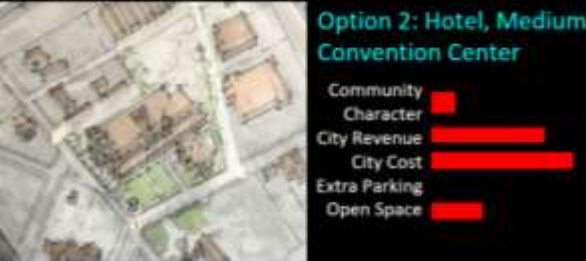 Option 2: Hotel, Medium
Convention Center
Community
Character
City Revenue
City Cost
Extra Parking
Open Space